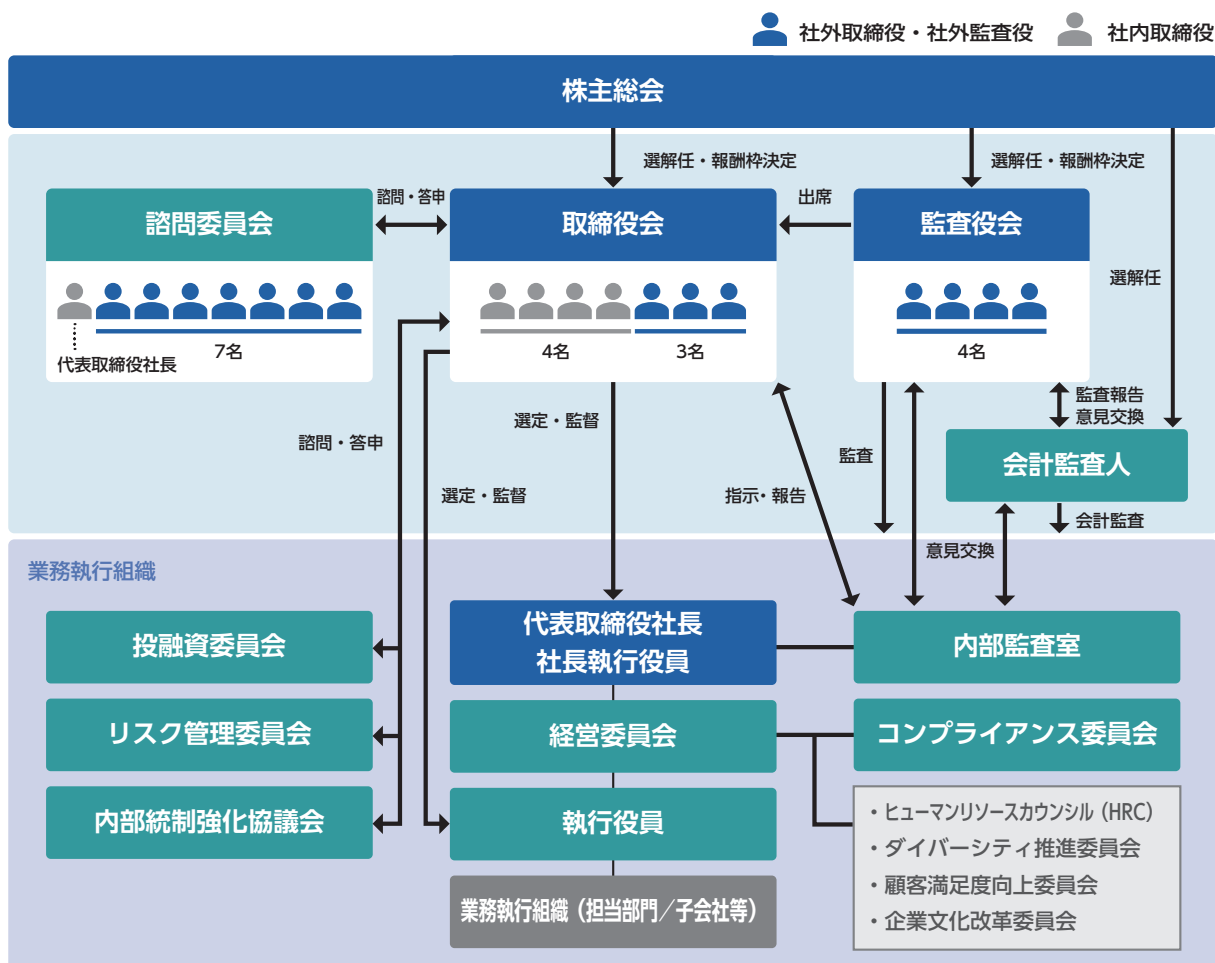 社外取締役・社外監査役
社内取締役
株主総会
選解任・報酬枠決定
選解任・報酬枠決定
諮問・答申
出席
諮問委員会
取締役会
監査役会
選解任
7名
4名
3名
4名
代表取締役社長
監査報告
意見交換
選定・監督
諮問・答申
監査
会計監査人
選定・監督
指示・報告
会計監査
意見交換
業務執行組織
代表取締役社長
社長執行役員
投融資委員会
内部監査室
リスク管理委員会
経営委員会
コンプライアンス委員会
内部統制強化協議会
執行役員
・ヒューマンリソースカウンシル (HRC)
・ダイバーシティ推進委員会
・顧客満足度向上委員会
・企業文化改革委員会
業務執行組織 (担当部門/子会社等)